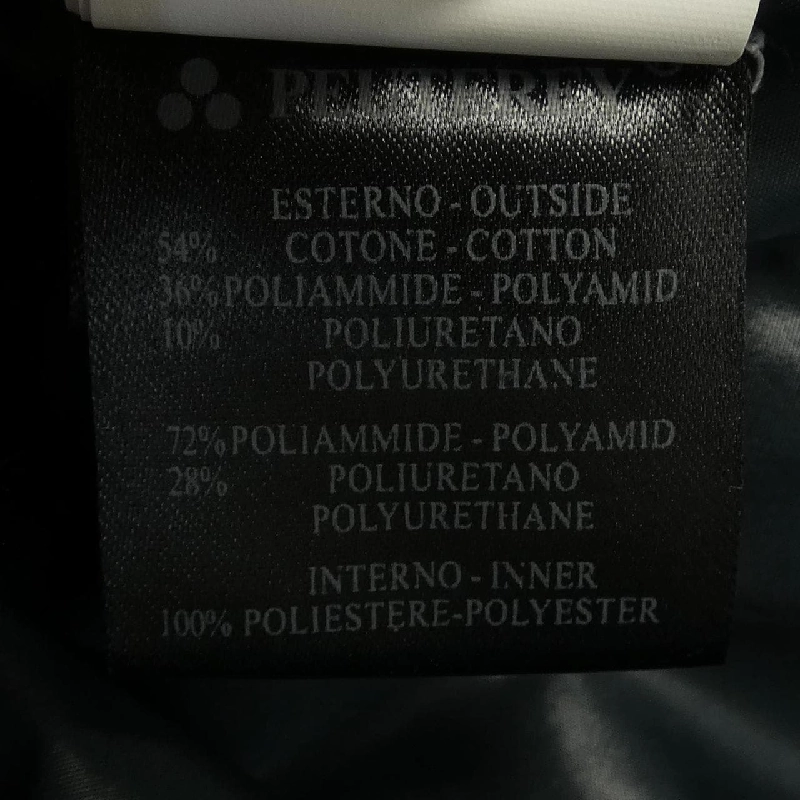 PEUTEREY
ESTERNO - OUTSIDE
54% COTONE - COTTON
36% POLIAMMIDE - POLYAMID
10% POLIURETANO
POLYURETHANE
72% POLIAMMIDE - POLYAMID
28% POLIURETANO
POLYURETHANE
INTERNO - INNER
100% POLIESTERE-POLYESTER